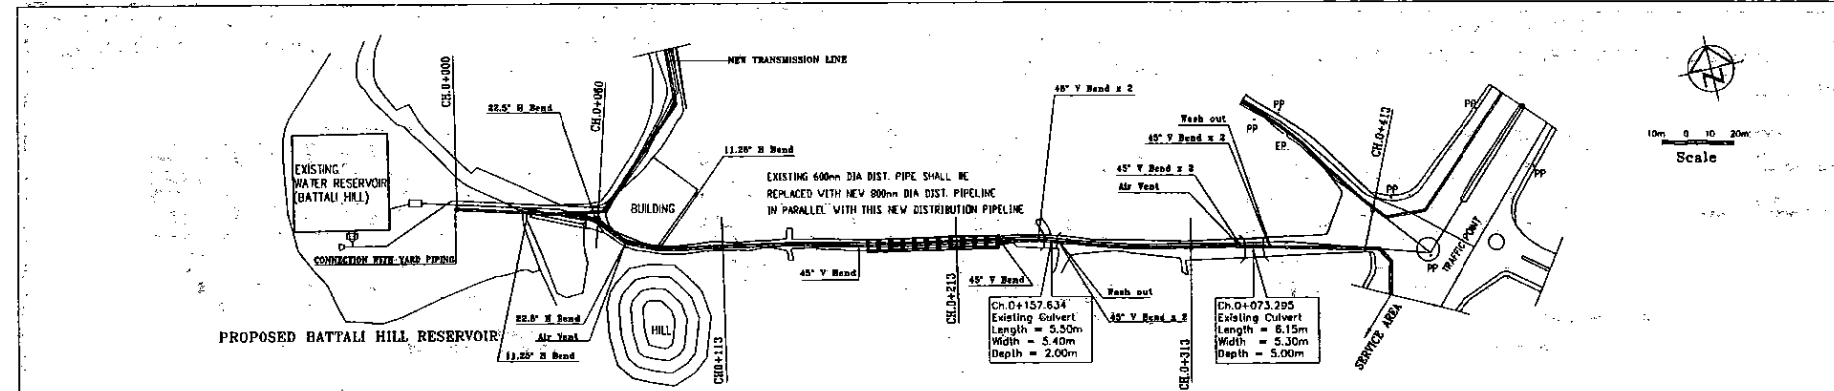 NEW TRANSMISSION LINE
CH.0+000
22.5° H Bend
CH.0+060
45° V Bend x 2
PP
PP
EP
PP
Wash out
45° V Bend x 2
CH.0+413
10m 0 10 20m
Scale
EXISTING
WATER RESERVOIR
(BATTALI HILL)
11.25° H Bend
BUILDING
EXISTING 600mm DIA DIST. PIPE SHALL BE
REPLACED WITH NEW 800mm DIA DIST. PIPELINE
IN PARALLEL WITH THIS NEW DISTRIBUTION PIPELINE
45° V Bend x 2
Air Vent
PP
PP
TRAFFIC POINT
PP
CONNECTION WITH YARD PIPING
45° V Bend
CH.0+213
45° V Bend
Wash out
45° V Bend x 2
CH.0+313
Ch.0+157.634
Existing Culvert
Length = 5.50m
Width = 5.40m
Depth = 2.00m
Ch.0+073.295
Existing Culvert
Length = 6.15m
Width = 5.30m
Depth = 5.00m
SERVICE AREA
22.5° H Bend
Air Vent
11.25° H Bend
HILL
CH0+113
PROPOSED BATTALI HILL RESERVOIR